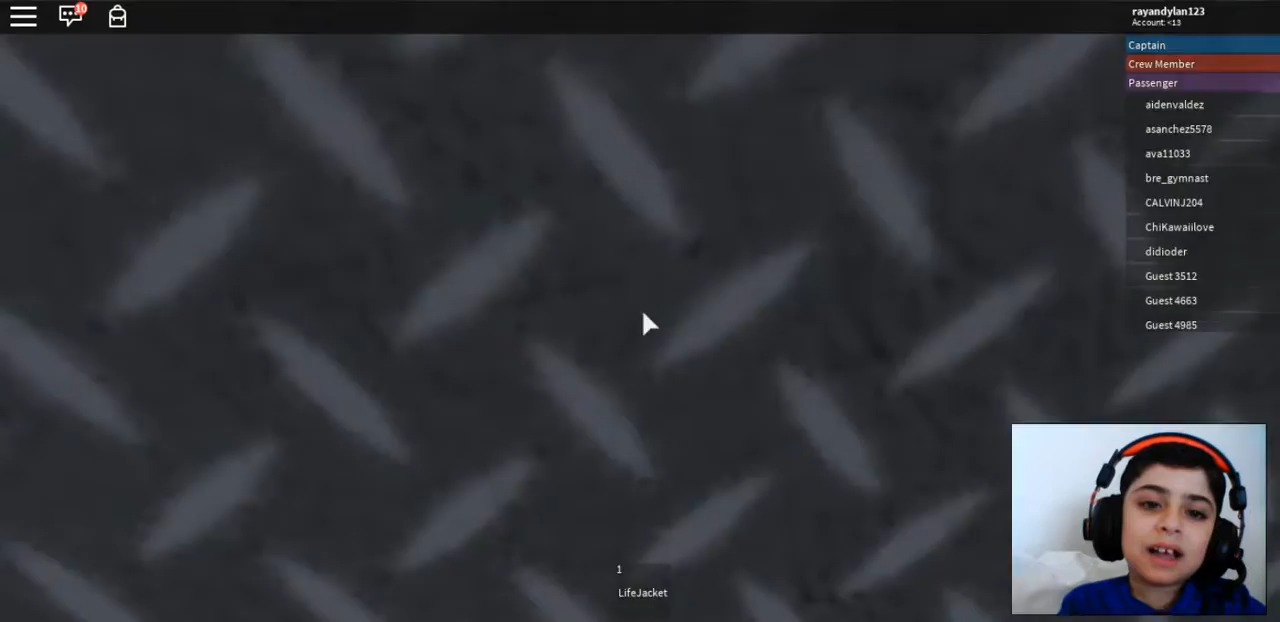 10
rayandylan123
Account: <13
Captain
Crew Member
Passenger
aidenvaldez
asanchez5578
ava11033
bre_gymnast
CALVINJ204
ChiKawaiilove
didioder
Guest 3512
Guest 4663
Guest 4985
1
LifeJacket